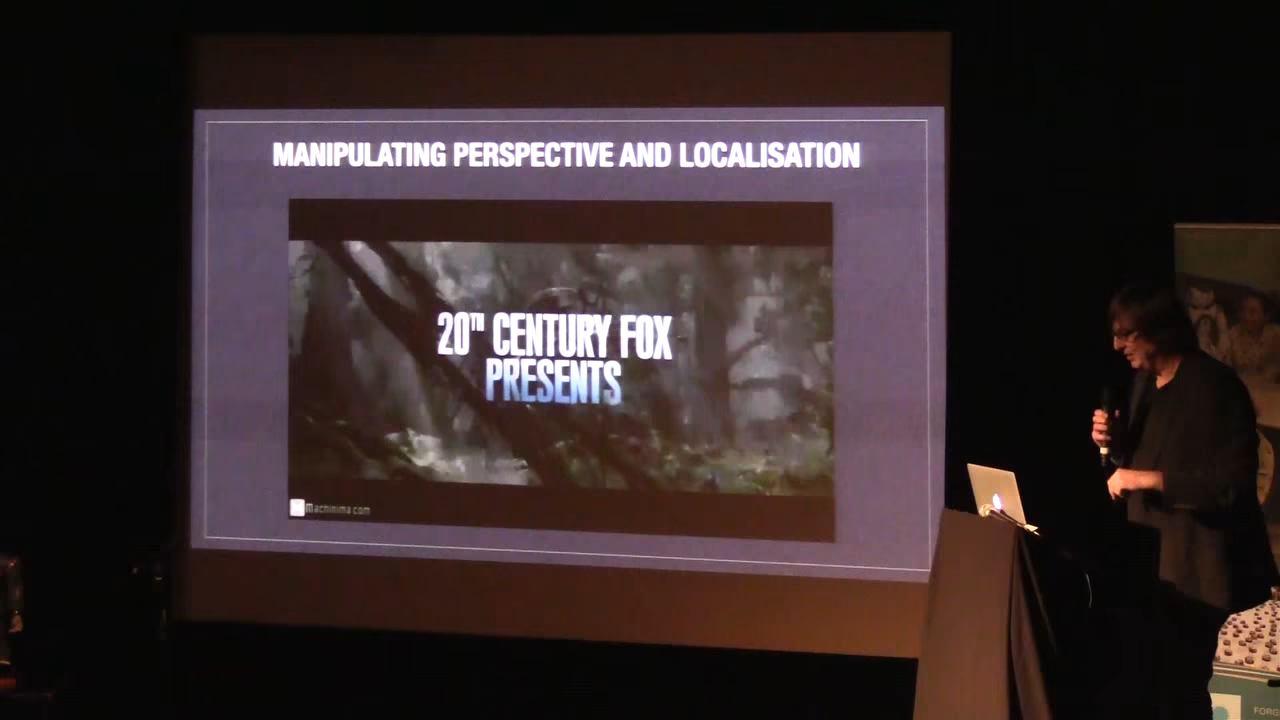 MANIPULATING PERSPECTIVE AND LOCALISATION
20TH CENTURY FOX
PRESENTS
machinima.com